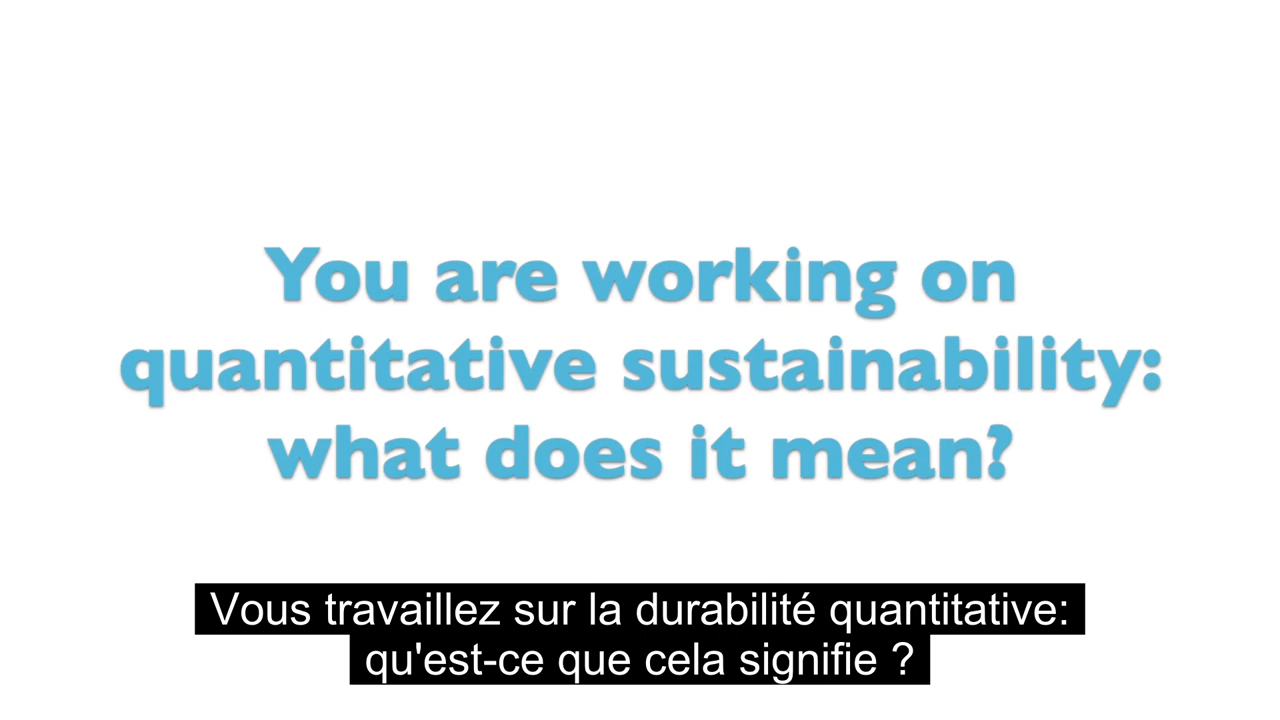 You are working on
quantitative sustainability:
what does it mean?
Vous travaillez sur la durabilité quantitative:
qu'est-ce que cela signifie ?